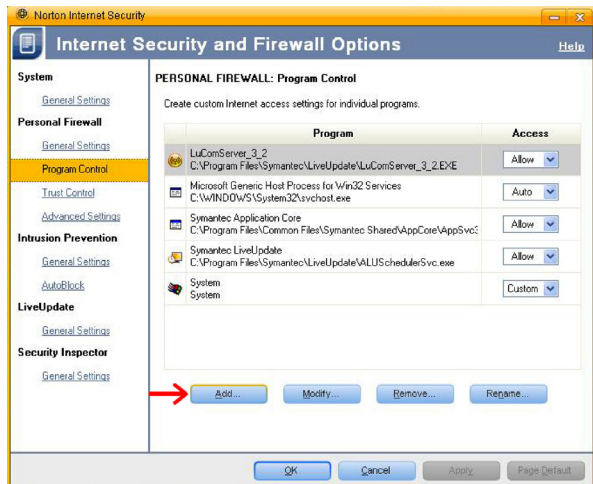 Norton Internet Security
Internet Security and Firewall Options
Help
System
General Settings
Personal Firewall
General Settings
Program Control
Trust Control
Advanced Settings
Intrusion Prevention
General Settings
AutoBlock
LiveUpdate
General Settings
Security Inspector
General Settings
PERSONAL FIREWALL: Program Control
Create custom Internet access settings for individual programs.
Program Access
LuComServer_3_2
C:\Program Files\Symantec\LiveUpdate\LuComServer_3_2.EXE
Allow
Microsoft Generic Host Process for Win32 Services
C:\WINDOWS\System32\svchost.exe
Auto
Symantec Application Core
C:\Program Files\Common Files\Symantec Shared\AppCore\AppSvc3
Allow
Symantec LiveUpdate
C:\Program Files\Symantec\LiveUpdate\ALUSchedulerSvc.exe
Allow
System
System
Custom
Add... Modify... Remove... Rename...
OK Cancel Apply Page Default